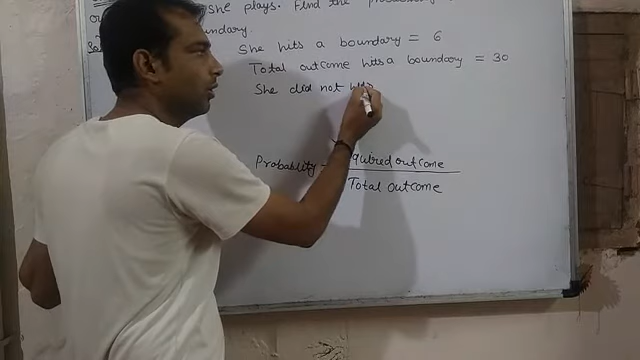 she plays. Find the
boundary.
She hits a boundary = 6
Total outcome hits a boundary = 30
She did not hit
Probability = Required outcome
Total outcome